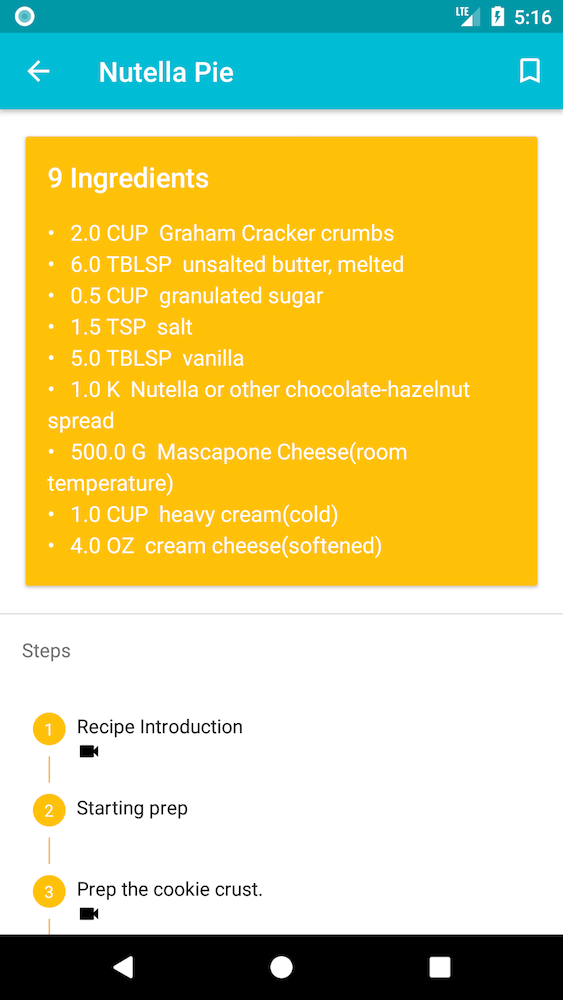 LTE 5:16
Nutella Pie
9 Ingredients
• 2.0 CUP  Graham Cracker crumbs
• 6.0 TBLSP  unsalted butter, melted
• 0.5 CUP  granulated sugar
• 1.5 TSP  salt
• 5.0 TBLSP  vanilla
• 1.0 K  Nutella or other chocolate-hazelnut
spread
• 500.0 G  Mascapone Cheese(room
temperature)
• 1.0 CUP  heavy cream(cold)
• 4.0 OZ  cream cheese(softened)
Steps
1 Recipe Introduction
2 Starting prep
3 Prep the cookie crust.